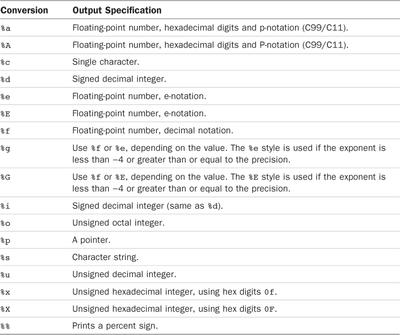 Conversion Output Specification
%a Floating-point number, hexadecimal digits and p-notation (C99/C11).
%A Floating-point number, hexadecimal digits and P-notation (C99/C11).
%c Single character.
%d Signed decimal integer.
%e Floating-point number, e-notation.
%E Floating-point number, e-notation.
%f Floating-point number, decimal notation.
%g Use %f or %e, depending on the value. The %e style is used if the exponent is
less than −4 or greater than or equal to the precision.
%G Use %f or %E, depending on the value. The %E style is used if the exponent is
less than −4 or greater than or equal to the precision.
%i Signed decimal integer (same as %d).
%o Unsigned octal integer.
%p A pointer.
%s Character string.
%u Unsigned decimal integer.
%x Unsigned hexadecimal integer, using hex digits 0f.
%X Unsigned hexadecimal integer, using hex digits 0F.
%% Prints a percent sign.